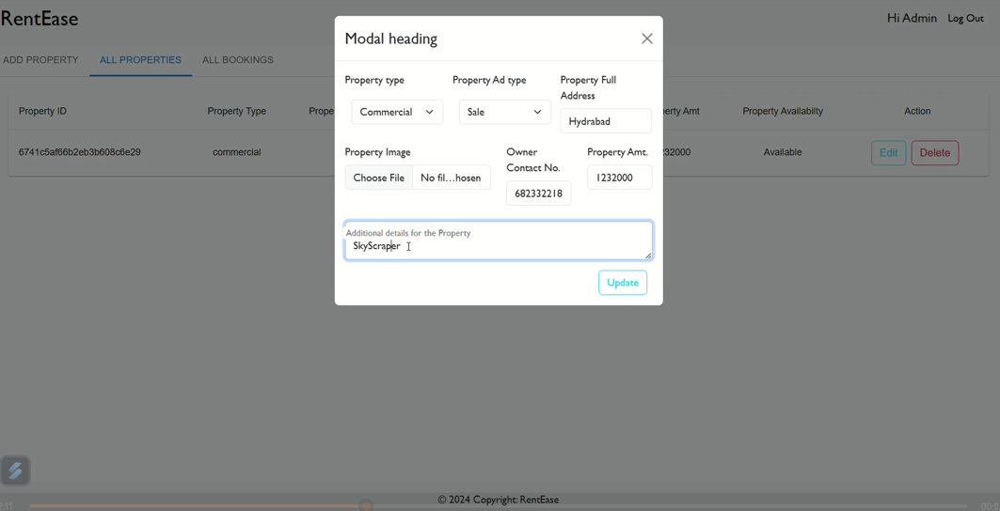 RentEase
Hi Admin Log Out
Modal heading
ADD PROPERTY ALL PROPERTIES ALL BOOKINGS
Property type Property Ad type Property Full Address
Commercial Sale Hydrabad
Property ID Property Type Prope erty Amt Property Availabilty Action
6741c5af66b2eb3b608c6e29 commercial 232000 Available Edit Delete
Property Image Owner Contact No. Property Amt.
Choose File No fil...hosen 682332218 1232000
Additional details for the Property
SkyScraper
Update
© 2024 Copyright: RentEase